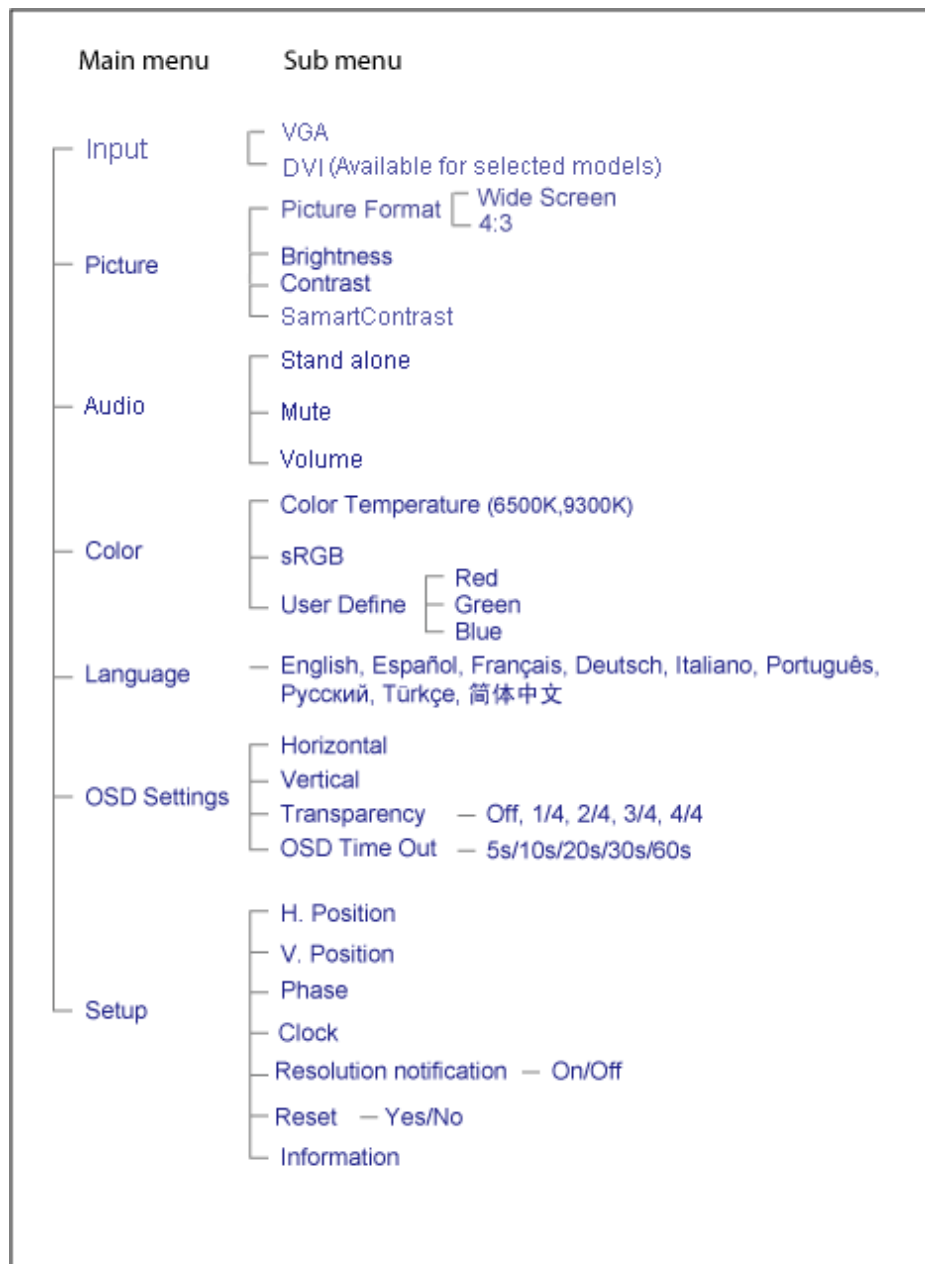 Main menu Sub menu
Input VGA
DVI (Available for selected models)
Picture Format Wide Screen
4:3
Picture Brightness
Contrast
SamartContrast
Stand alone
Audio Mute
Volume
Color Temperature (6500K,9300K)
Color sRGB
Red
User Define Green
Blue
Language English, Español, Français, Deutsch, Italiano, Português,
Русский, Türkçe, 简体中文
Horizontal
Vertical
OSD Settings Transparency — Off, 1/4, 2/4, 3/4, 4/4
OSD Time Out — 5s/10s/20s/30s/60s
H. Position
V. Position
Setup Phase
Clock
Resolution notification — On/Off
Reset — Yes/No
Information